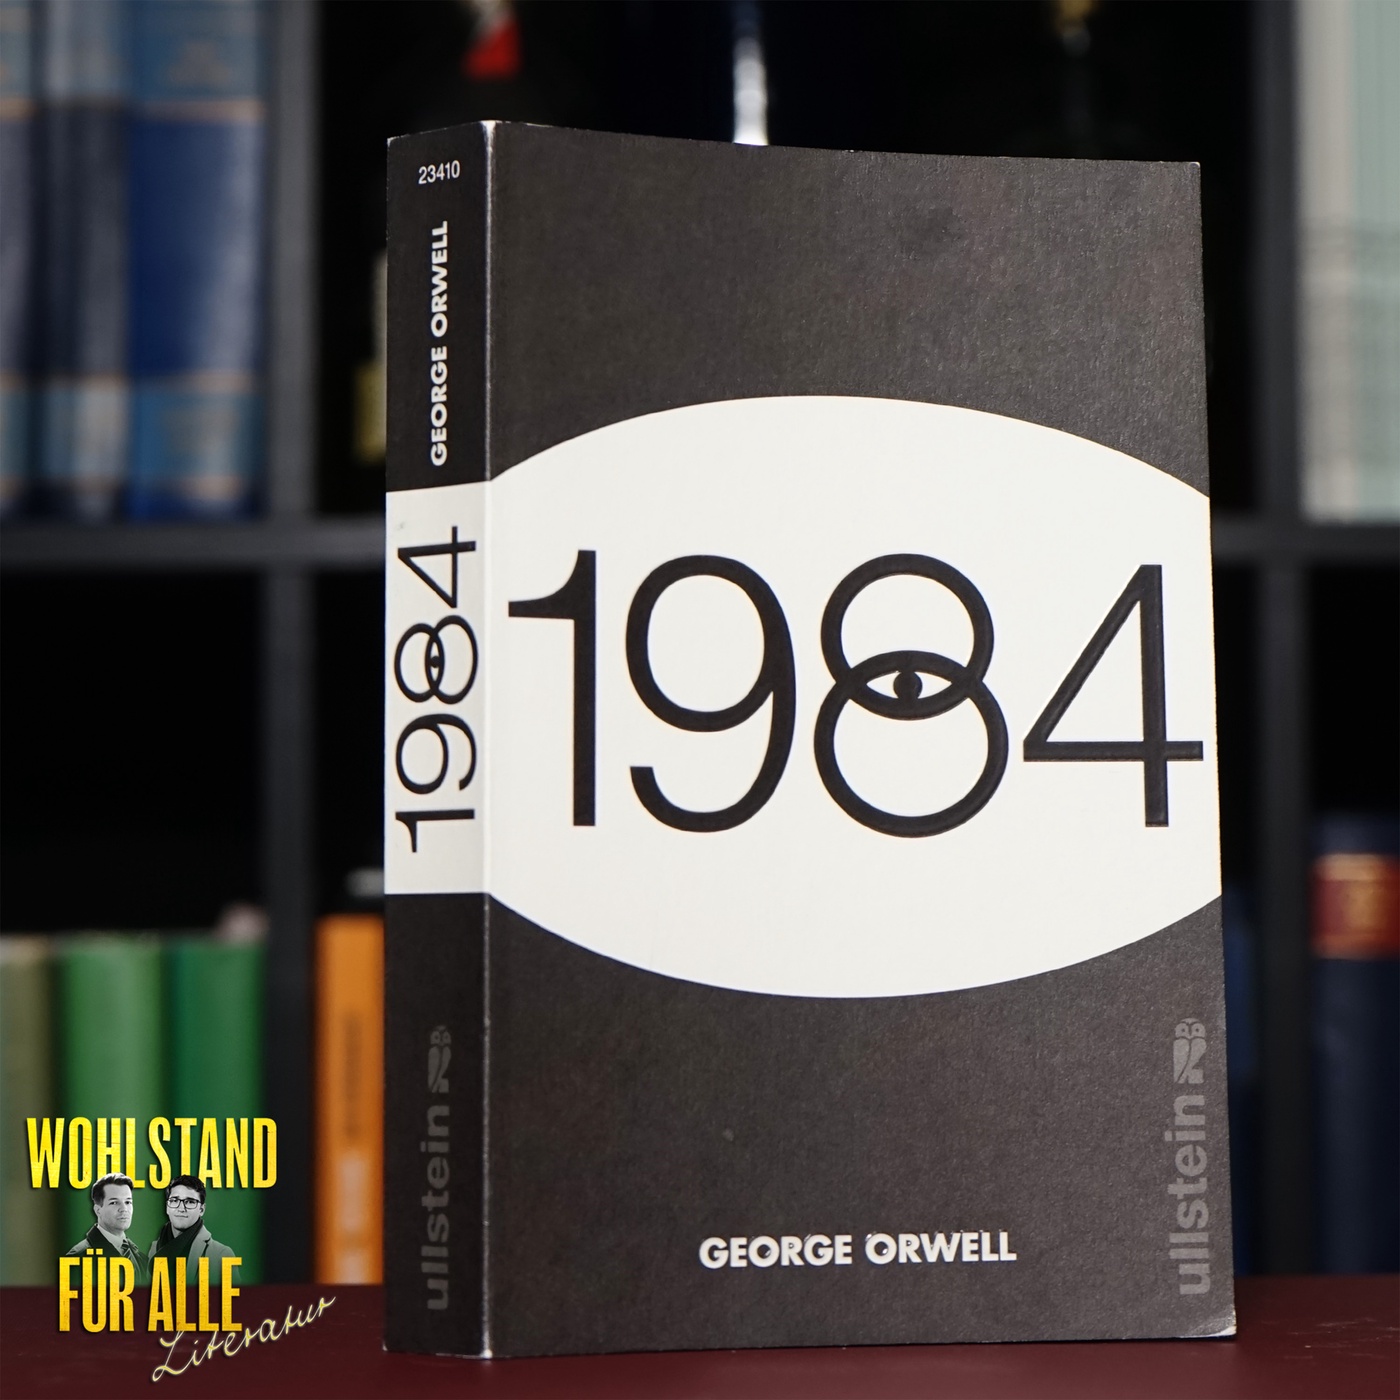 23410
GEORGE ORWELL
1984
ullstein
1984
GEORGE ORWELL
ullstein
WOHLSTAND
FÜR ALLE
Literatur